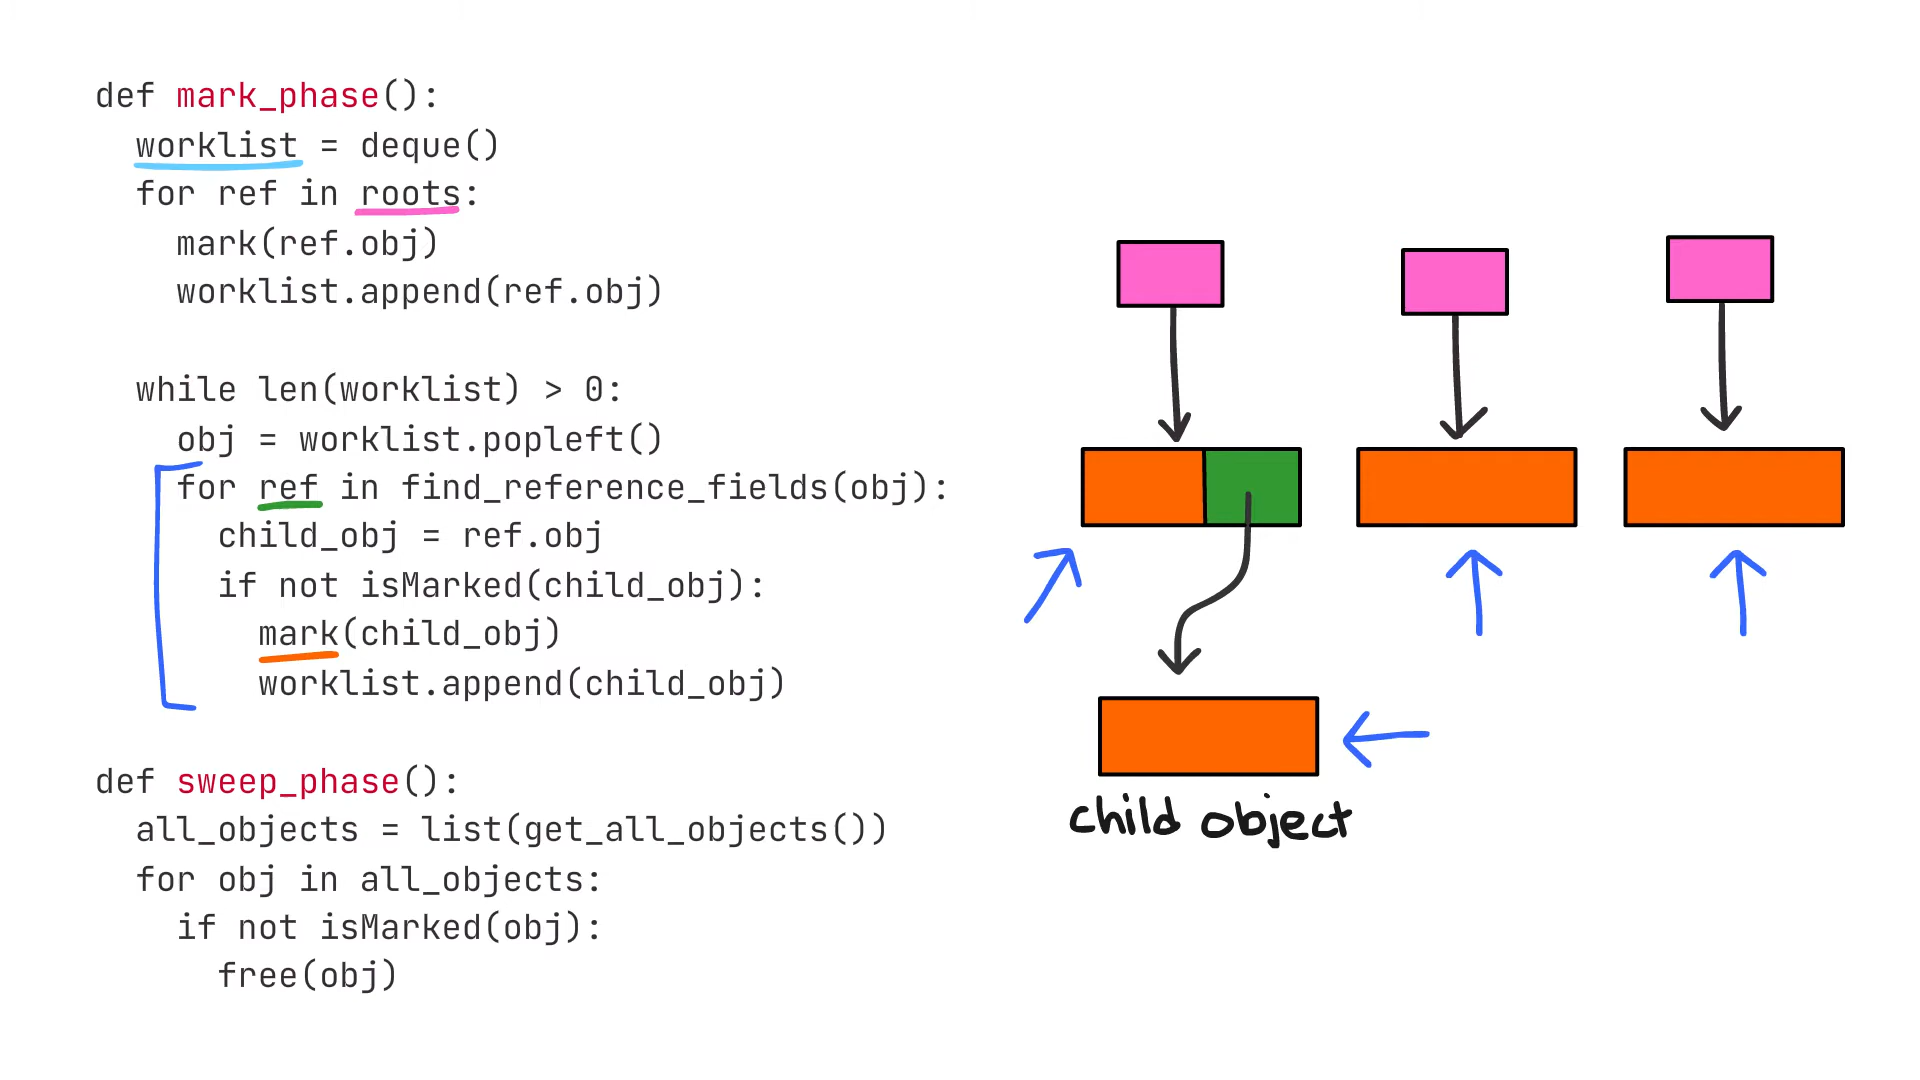 def mark_phase():
worklist = deque()
for ref in roots:
mark(ref.obj)
worklist.append(ref.obj)
while len(worklist) > 0:
obj = worklist.popleft()
for ref in find_reference_fields(obj):
child_obj = ref.obj
if not isMarked(child_obj):
mark(child_obj)
worklist.append(child_obj)
def sweep_phase():
all_objects = list(get_all_objects())
for obj in all_objects:
if not isMarked(obj):
free(obj)
child object